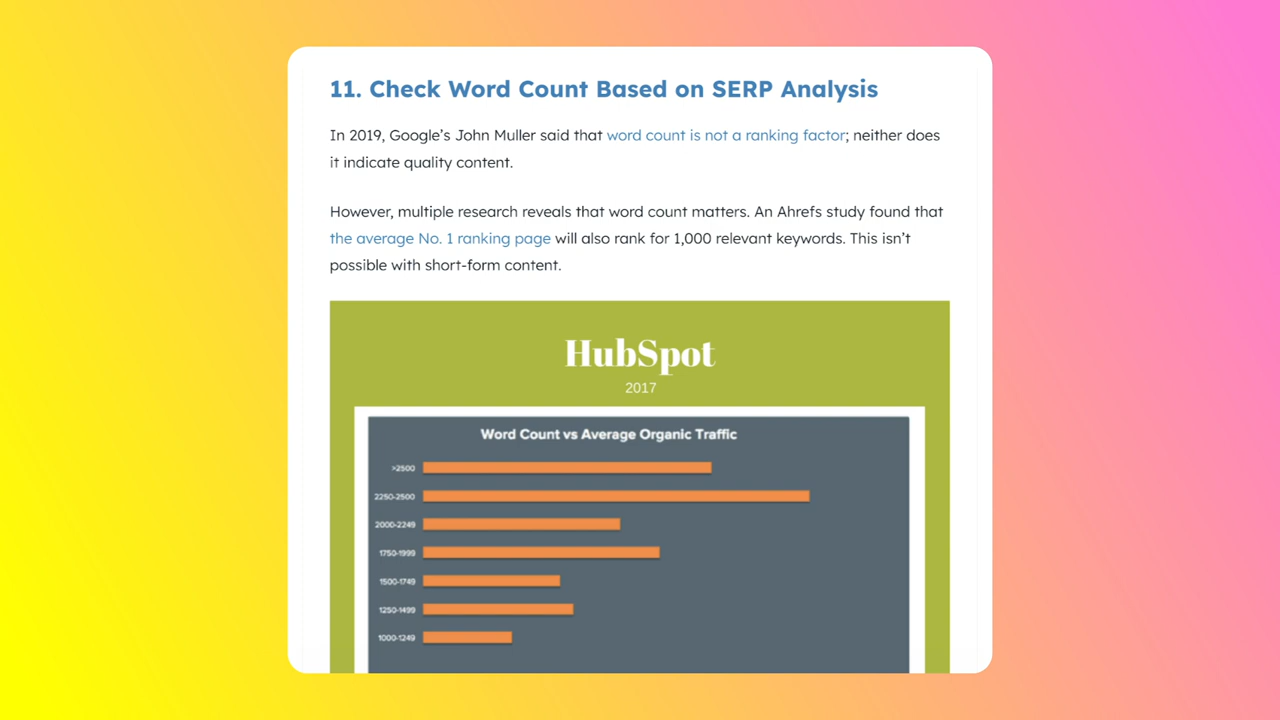 11. Check Word Count Based on SERP Analysis
In 2019, Google's John Muller said that word count is not a ranking factor; neither does
it indicate quality content.
However, multiple research reveals that word count matters. An Ahrefs study found that
the average No. 1 ranking page will also rank for 1,000 relevant keywords. This isn't
possible with short-form content.
HubSpot
2017
Word Count vs Average Organic Traffic
>2500
2250-2500
2000-2249
1750-1999
1500-1749
1250-1499
1000-1249